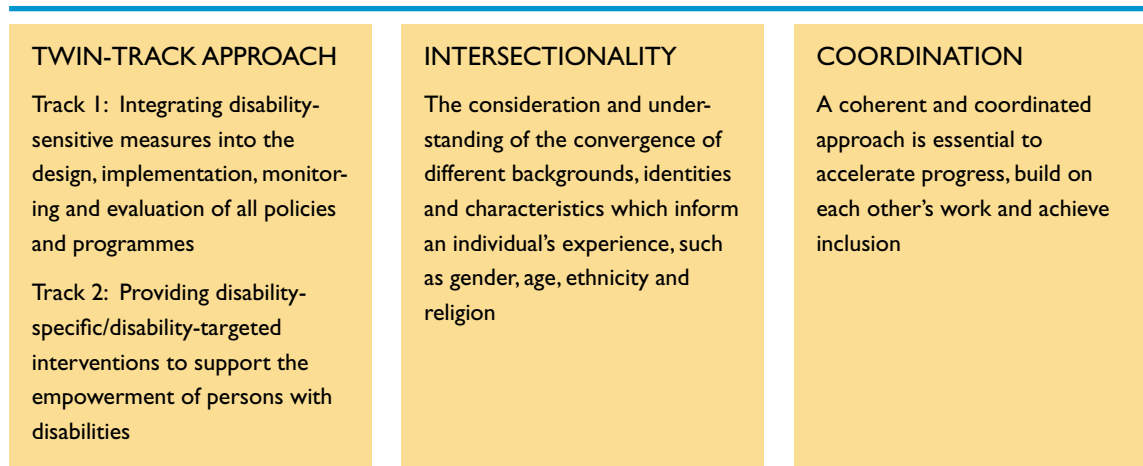 TWIN-TRACK APPROACH
Track 1: Integrating disability-
sensitive measures into the
design, implementation, monitor-
ing and evaluation of all policies
and programmes
Track 2: Providing disability-
specific/disability-targeted
interventions to support the
empowerment of persons with
disabilities
INTERSECTIONALITY
The consideration and under-
standing of the convergence of
different backgrounds, identities
and characteristics which inform
an individual’s experience, such
as gender, age, ethnicity and
religion
COORDINATION
A coherent and coordinated
approach is essential to
accelerate progress, build on
each other’s work and achieve
inclusion